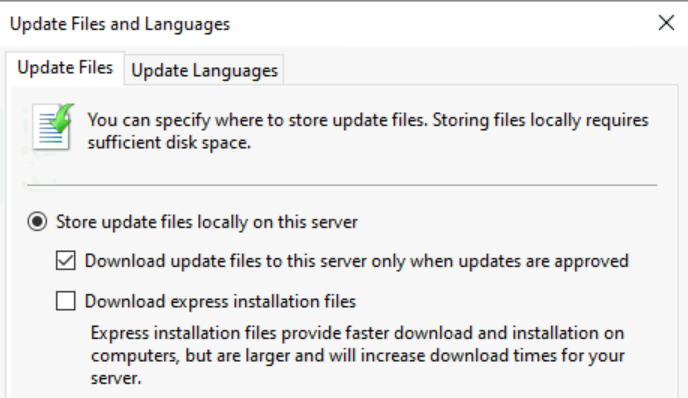 Update Files and Languages
Update Files
Update Languages
You can specify where to store update files. Storing files locally requires
sufficient disk space.
Store update files locally on this server
Download update files to this server only when updates are approved
Download express installation files
Express installation files provide faster download and installation on
computers, but are larger and will increase download times for your
server.